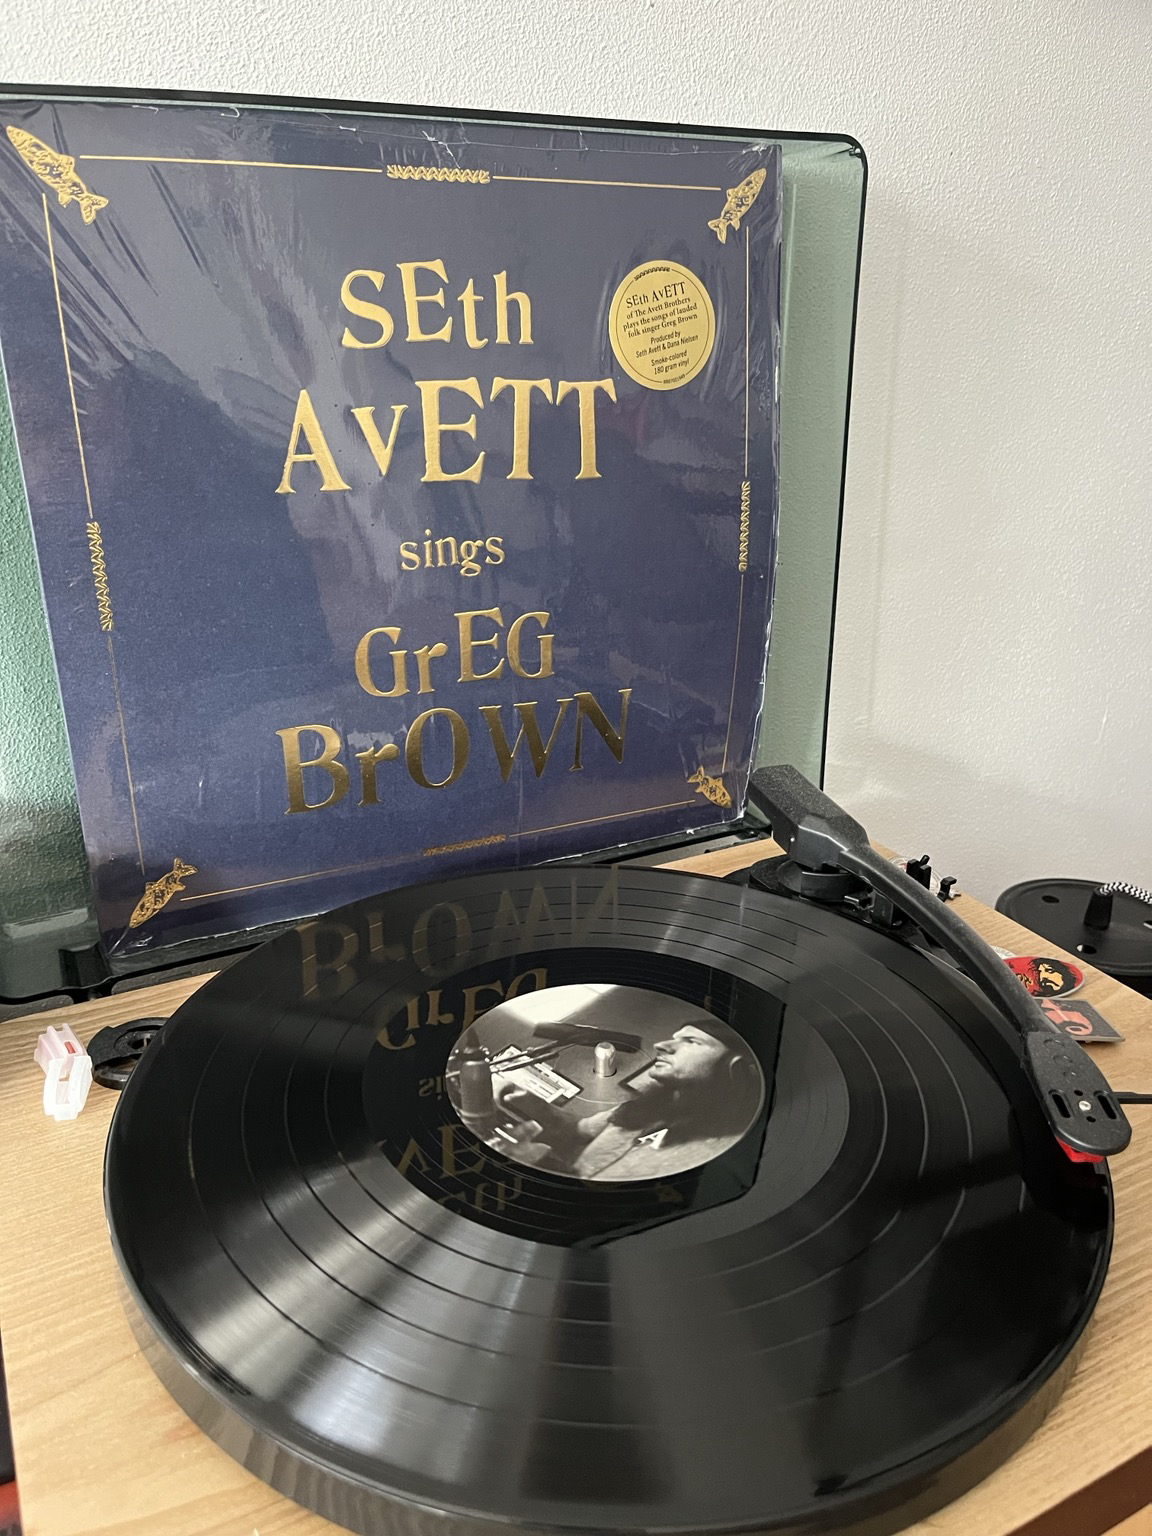 SEth
AvETT
sings
GrEG
BrOWN
SEth AvETT
of The Avett Brothers
plays the songs of lauded
folk singer Greg Brown
Produced by
Seth Avett & Dana Nielsen
Smoke-colored
180 gram vinyl
A